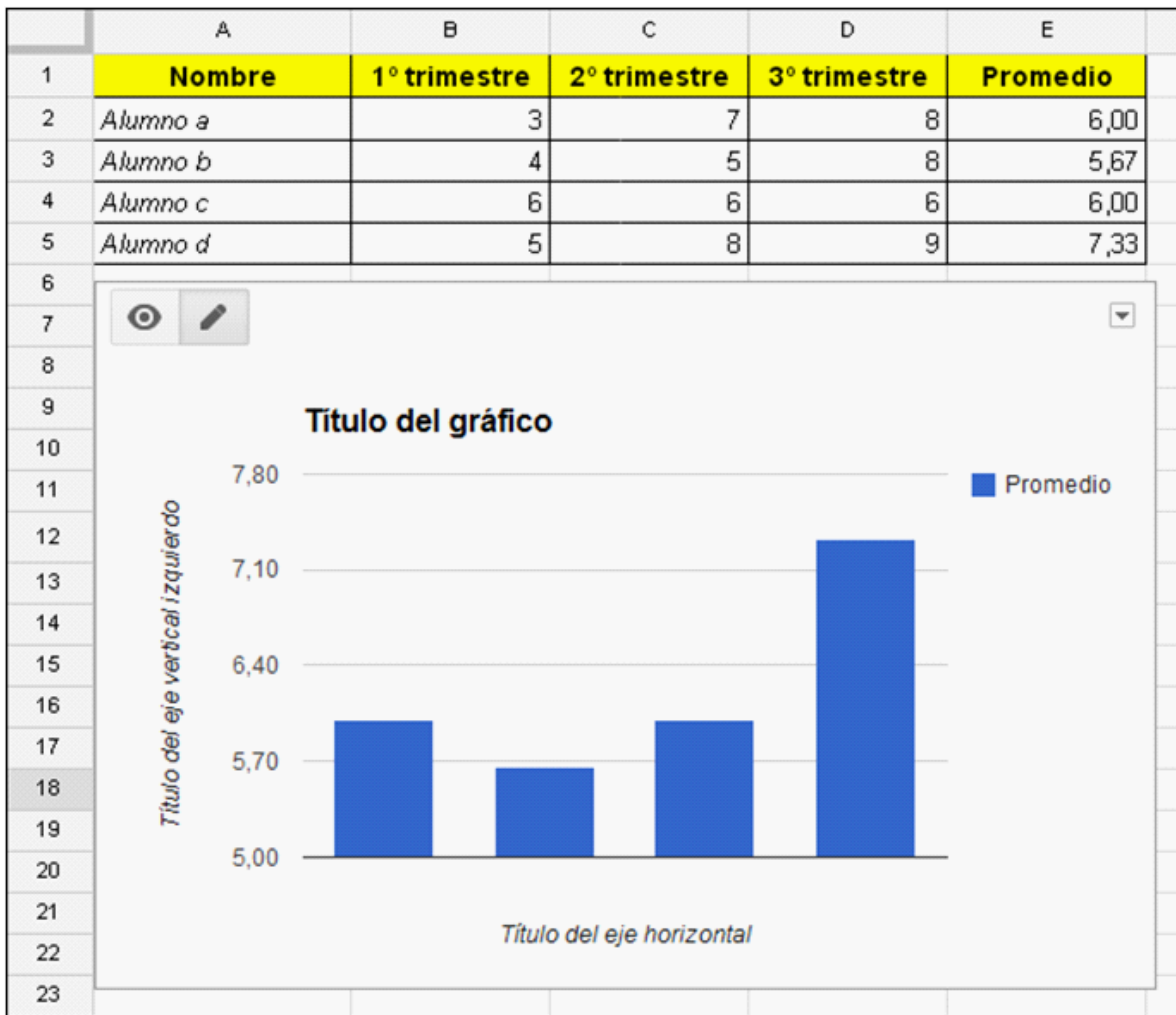 A B C D E
1 Nombre 1º trimestre 2º trimestre 3º trimestre Promedio
2 Alumno a 3 7 8 6,00
3 Alumno b 4 5 8 5,67
4 Alumno c 6 6 6 6,00
5 Alumno d 5 8 9 7,33
6
7
8
9
10
11
12
13
14
15
16
17
18
19
20
21
22
23
Título del gráfico
7,80
7,10
6,40
5,70
5,00
Promedio
Título del eje vertical izquierdo
Título del eje horizontal